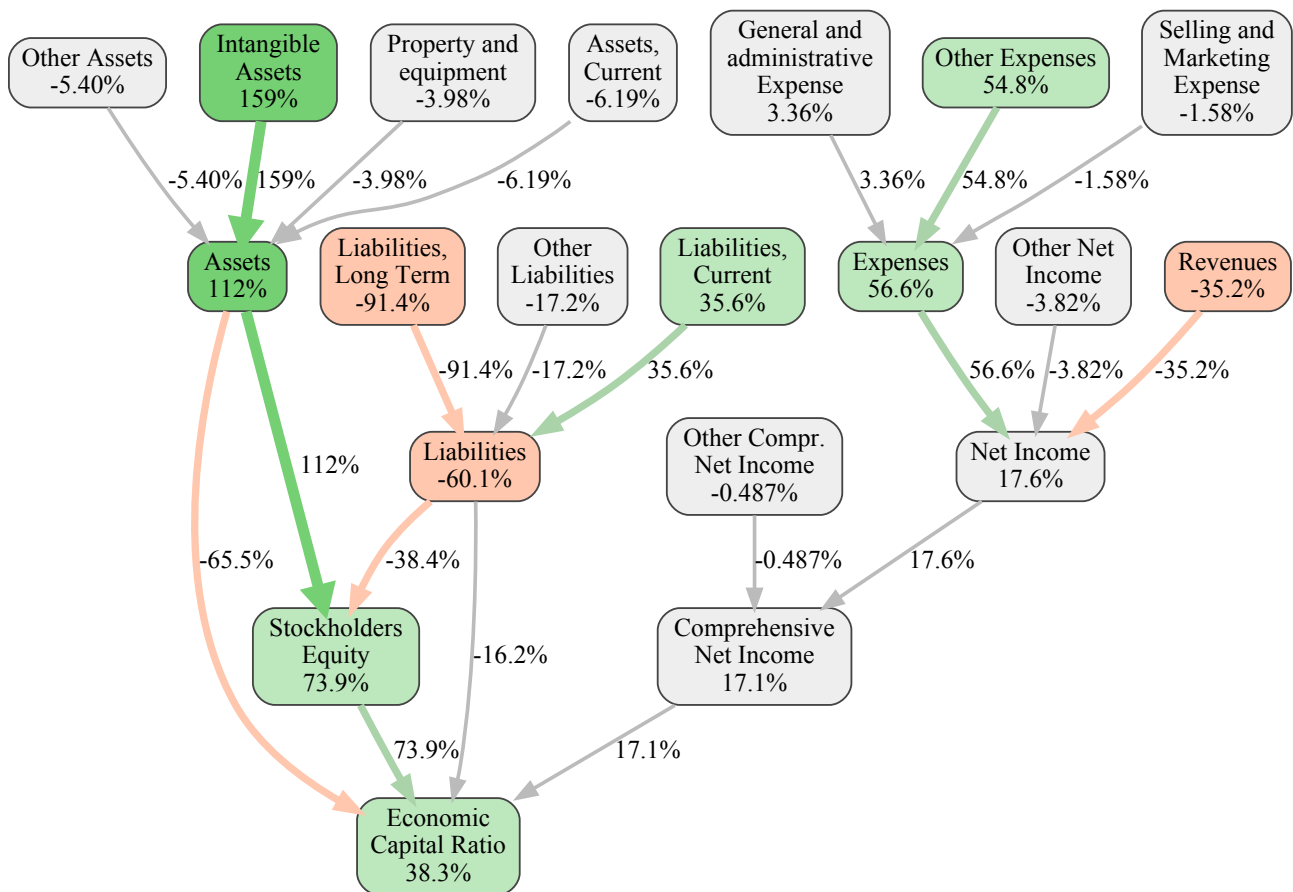 Other Assets
-5.40%
Intangible
Assets
159%
Property and
equipment
-3.98%
Assets,
Current
-6.19%
General and
administrative
Expense
3.36%
Other Expenses
54.8%
Selling and
Marketing
Expense
-1.58%
-5.40%
159%
-3.98%
-6.19%
3.36%
54.8%
-1.58%
Assets
112%
Liabilities,
Long Term
-91.4%
Other
Liabilities
-17.2%
Liabilities,
Current
35.6%
Expenses
56.6%
Other Net
Income
-3.82%
Revenues
-35.2%
-91.4%
-17.2%
35.6%
56.6%
-3.82%
-35.2%
112%
Liabilities
-60.1%
Other Compr.
Net Income
-0.487%
Net Income
17.6%
-65.5%
-38.4%
-0.487%
17.6%
Stockholders
Equity
73.9%
-16.2%
Comprehensive
Net Income
17.1%
73.9%
17.1%
Economic
Capital Ratio
38.3%